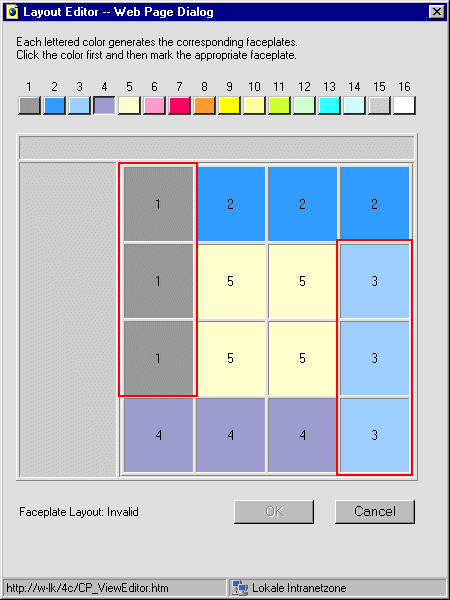 Layout Editor -- Web Page Dialog
Each lettered color generates the corresponding faceplates.
Click the color first and then mark the appropriate faceplate.
1 2 3 4 5 6 7 8 9 10 11 12 13 14 15 16
1 2 2 2
1 5 5 3
1 5 5 3
4 4 4 3
Faceplate Layout: Invalid OK Cancel
http://w-lk/4c/CP_ViewEditor.htm Lokale Intranetzone